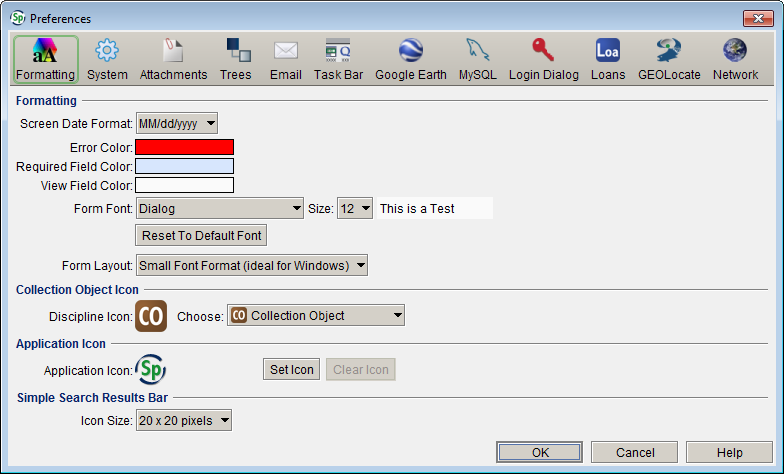 Sp Preferences
aA Loa
Formatting System Attachments Trees Email Task Bar Google Earth MySQL Login Dialog Loans GEOLocate Network
Formatting
Screen Date Format: MM/dd/yyyy
Error Color:
Required Field Color:
View Field Color:
Form Font: Dialog Size: 12 This is a Test
Reset To Default Font
Form Layout: Small Font Format (ideal for Windows)
Collection Object Icon
Discipline Icon: CO Choose: CO Collection Object
Application Icon
Application Icon: Sp Set Icon Clear Icon
Simple Search Results Bar
Icon Size: 20 x 20 pixels
OK Cancel Help